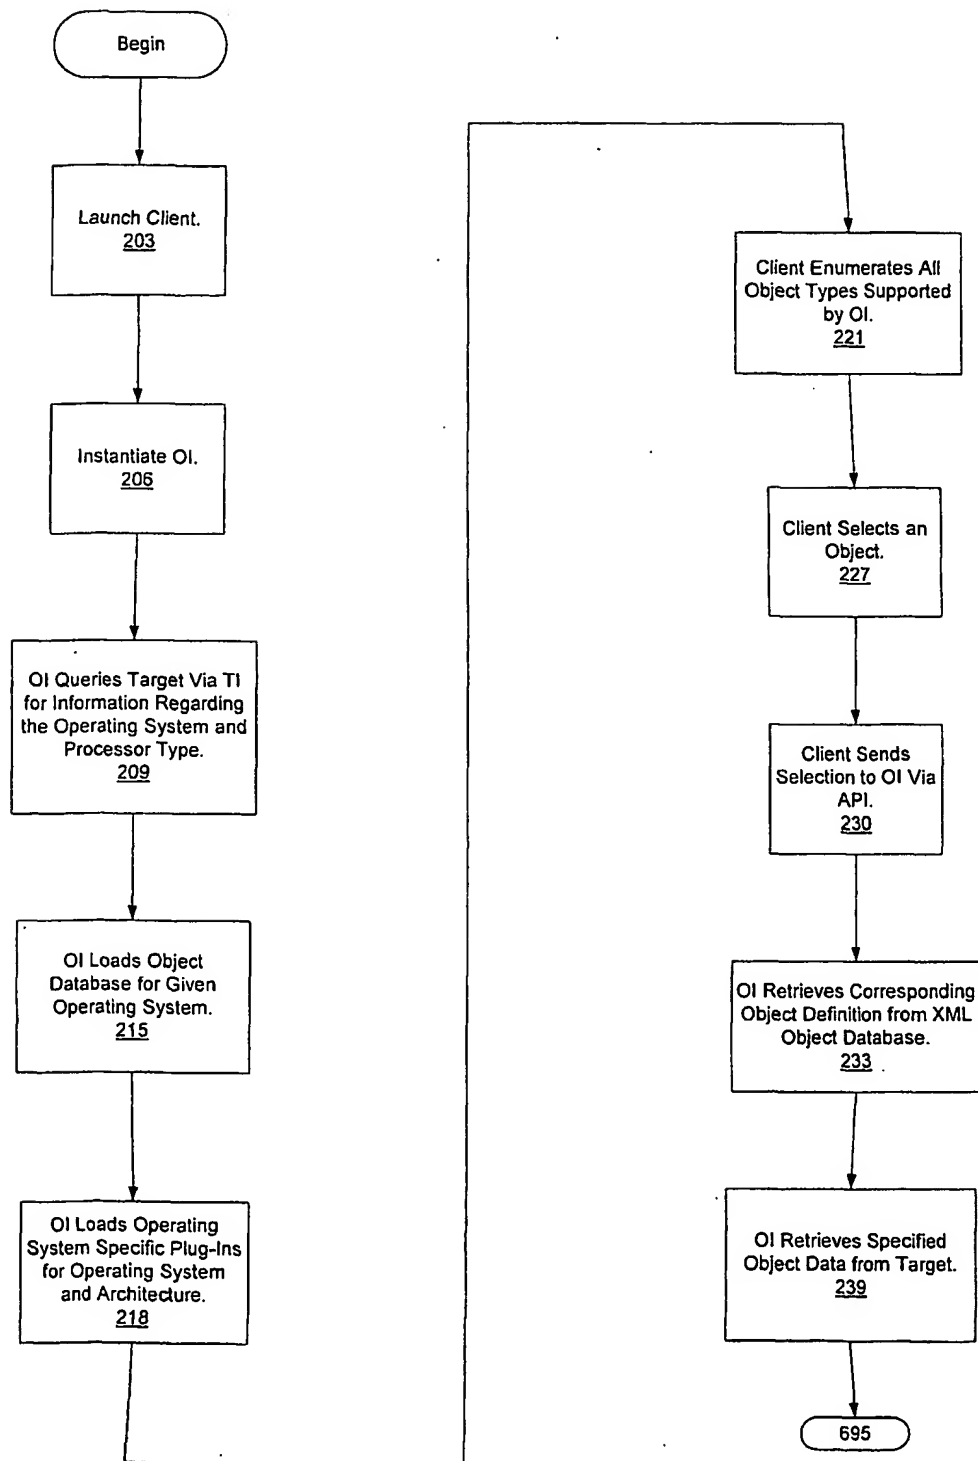 Begin
Launch Client.
203
Instantiate OI.
206
OI Queries Target Via TI
for Information Regarding
the Operating System and
Processor Type.
209
OI Loads Object
Database for Given
Operating System.
215
OI Loads Operating
System Specific Plug-Ins
for Operating System
and Architecture.
218
Client Enumerates All
Object Types Supported
by OI.
221
Client Selects an
Object.
227
Client Sends
Selection to OI Via
API.
230
OI Retrieves Corresponding
Object Definition from XML
Object Database.
233
OI Retrieves Specified
Object Data from Target.
239
695